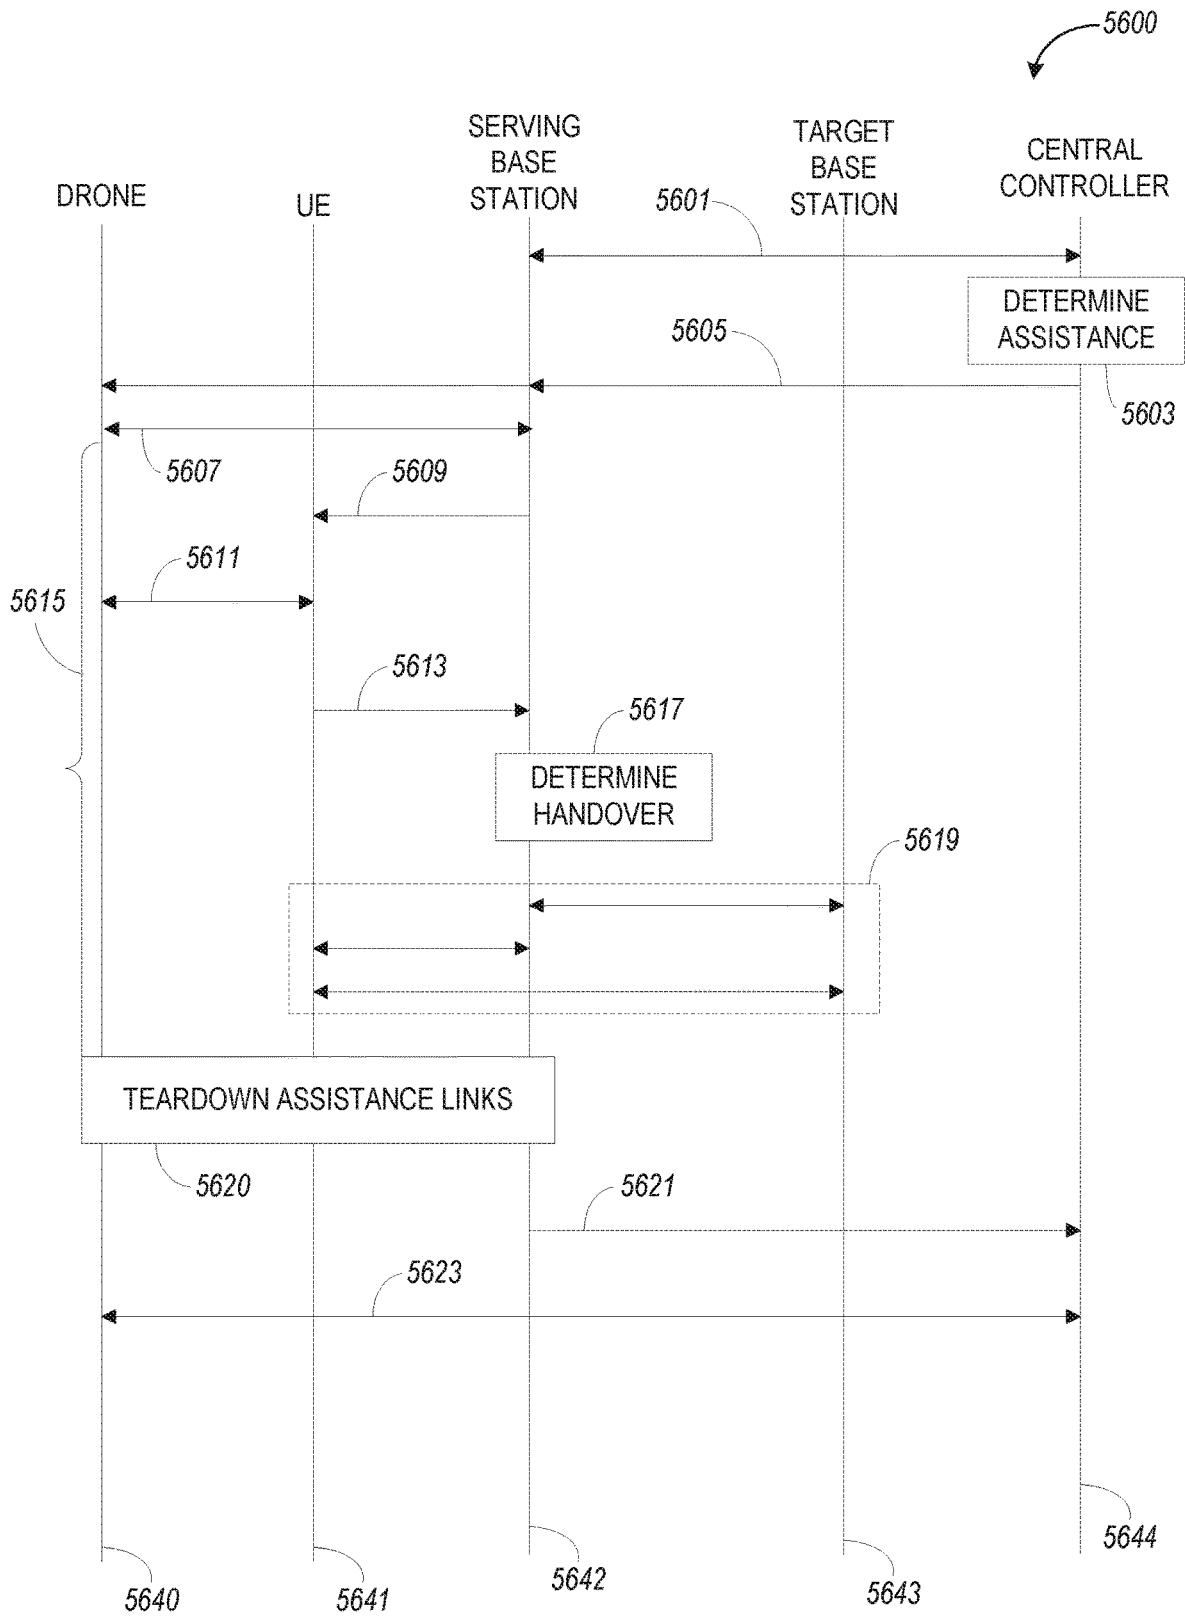 5600
SERVING
BASE
STATION
TARGET
BASE
STATION
CENTRAL
CONTROLLER
DRONE
UE
5601
DETERMINE
ASSISTANCE
5605
5603
5607
5609
5611
5615
5613
5617
DETERMINE
HANDOVER
5619
TEARDOWN ASSISTANCE LINKS
5620
5621
5623
5640
5641
5642
5643
5644